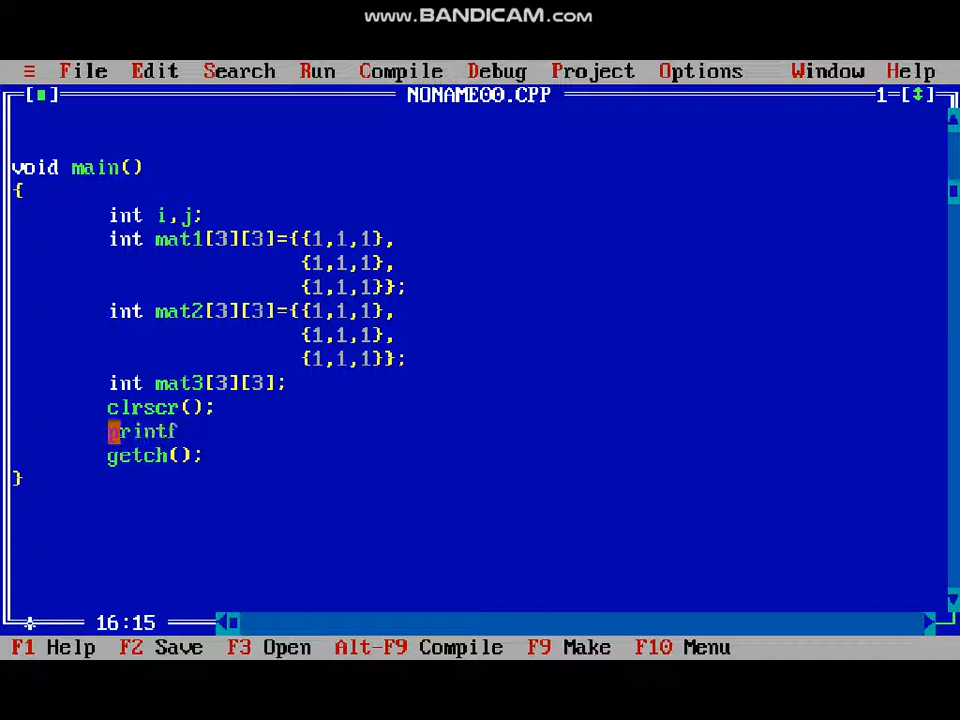 www.BANDICAM.com
≡ File Edit Search Run Compile Debug Project Options Window Help
[■] NONAME00.CPP 1=[↕]
void main()
{
int i,j;
int mat1[3][3]={{1,1,1},
{1,1,1},
{1,1,1}};
int mat2[3][3]={{1,1,1},
{1,1,1},
{1,1,1}};
int mat3[3][3];
clrscr();
printf
getch();
}
16:15
F1 Help F2 Save F3 Open Alt-F9 Compile F9 Make F10 Menu